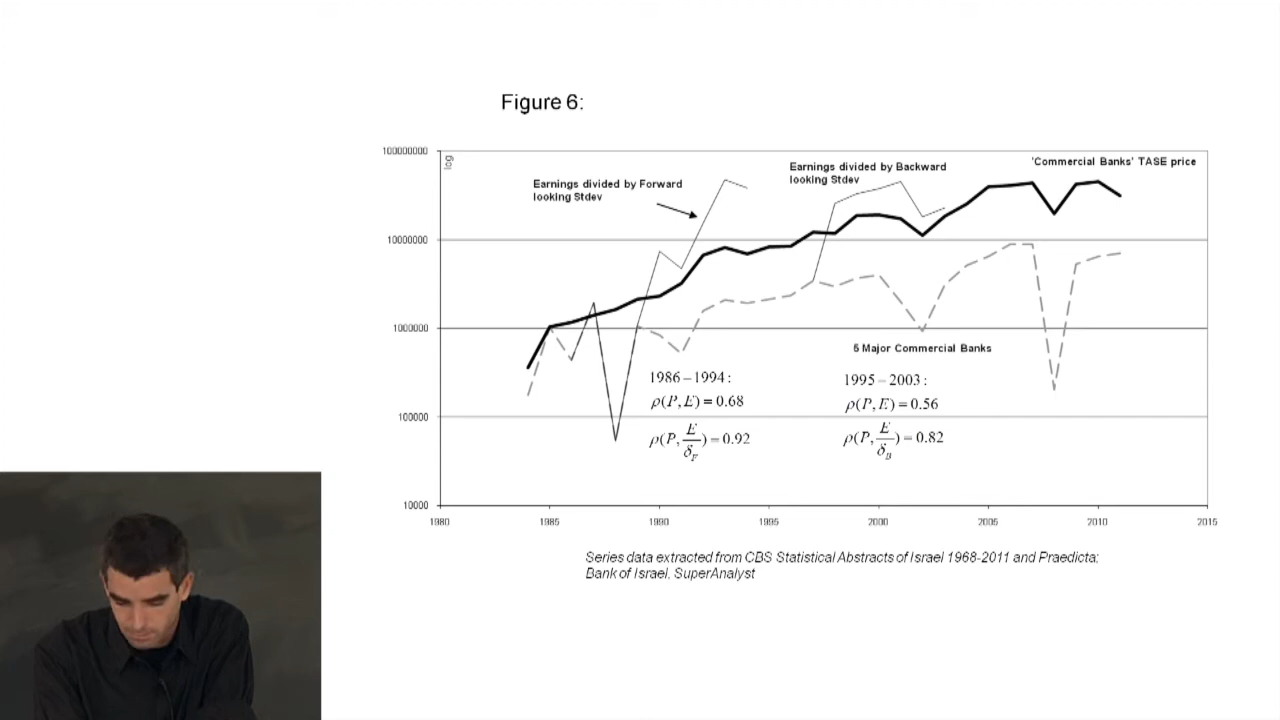 Figure 6:
100000000
10000000
1000000
100000
10000
log
1980
1985
1990
1995
2000
2005
2010
2015
Earnings divided by Forward
looking Stdev
Earnings divided by Backward
looking Stdev
'Commercial Banks' TASE price
5 Major Commercial Banks
1986 – 1994 :
ρ(P, E) = 0.68
ρ(P, E/δ_F) = 0.92
1995 – 2003 :
ρ(P, E) = 0.56
ρ(P, E/δ_B) = 0.82
Series data extracted from CBS Statistical Abstracts of Israel 1968-2011 and Praedicta;
Bank of Israel. SuperAnalyst